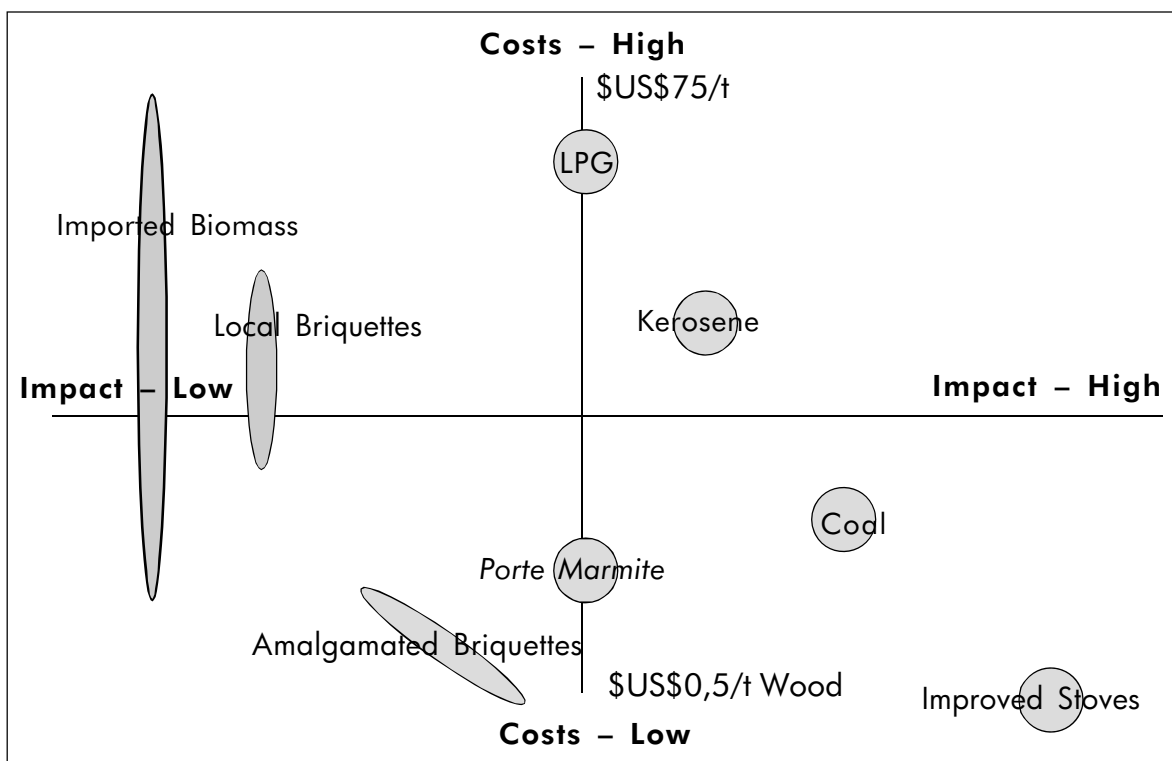 Costs – High
$US$75/t
LPG
Imported Biomass
Local Briquettes
Kerosene
Impact – Low
Impact – High
Coal
Porte Marmite
Amalgamated Briquettes
$US$0,5/t Wood
Improved Stoves
Costs – Low